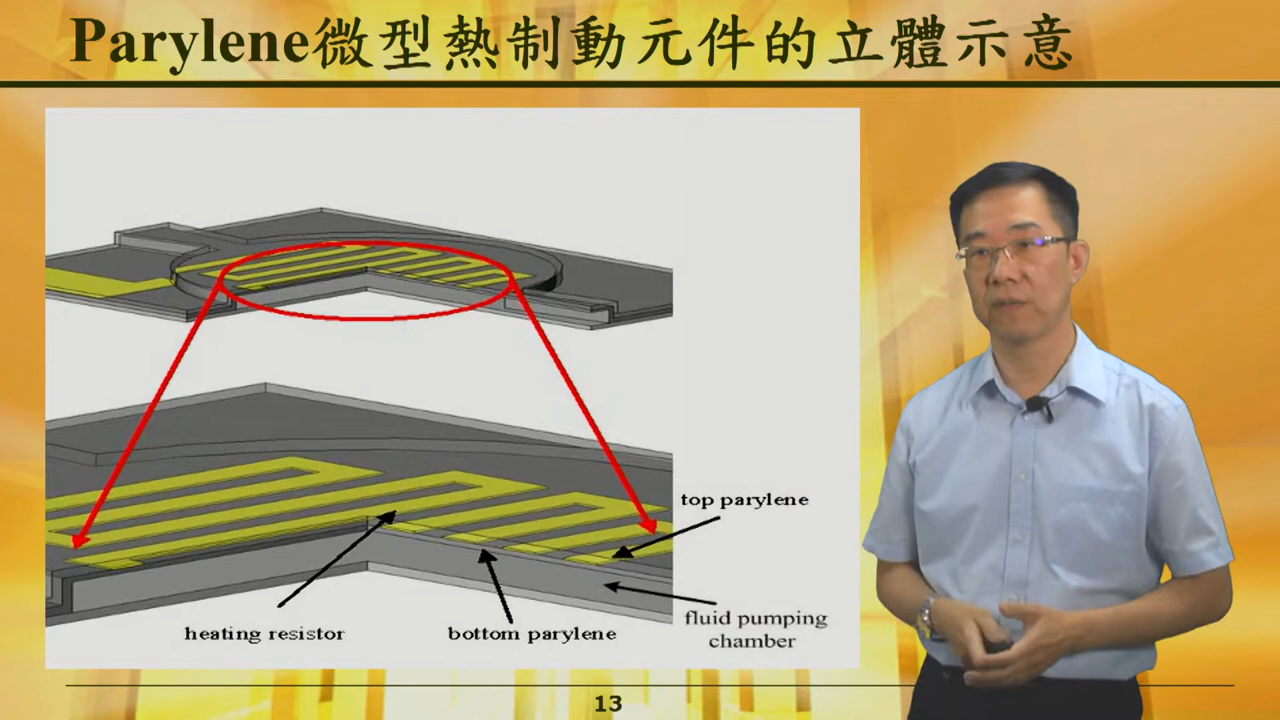 Parylene微型熱制動元件的立體示意
top parylene
fluid pumping
chamber
heating resistor
bottom parylene
13